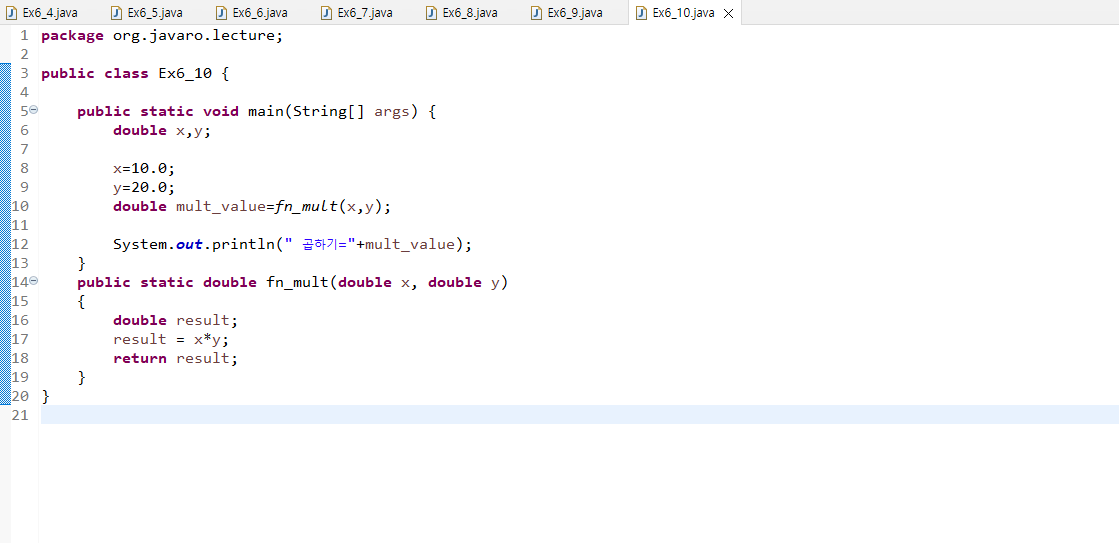 Ex6_4.java Ex6_5.java Ex6_6.java Ex6_7.java Ex6_8.java Ex6_9.java Ex6_10.java
1 package org.javaro.lecture;
2
3 public class Ex6_10 {
4
5     public static void main(String[] args) {
6         double x,y;
7
8         x=10.0;
9         y=20.0;
10         double mult_value=fn_mult(x,y);
11
12         System.out.println(" 곱하기="+mult_value);
13     }
14     public static double fn_mult(double x, double y)
15     {
16         double result;
17         result = x*y;
18         return result;
19     }
20 }
21